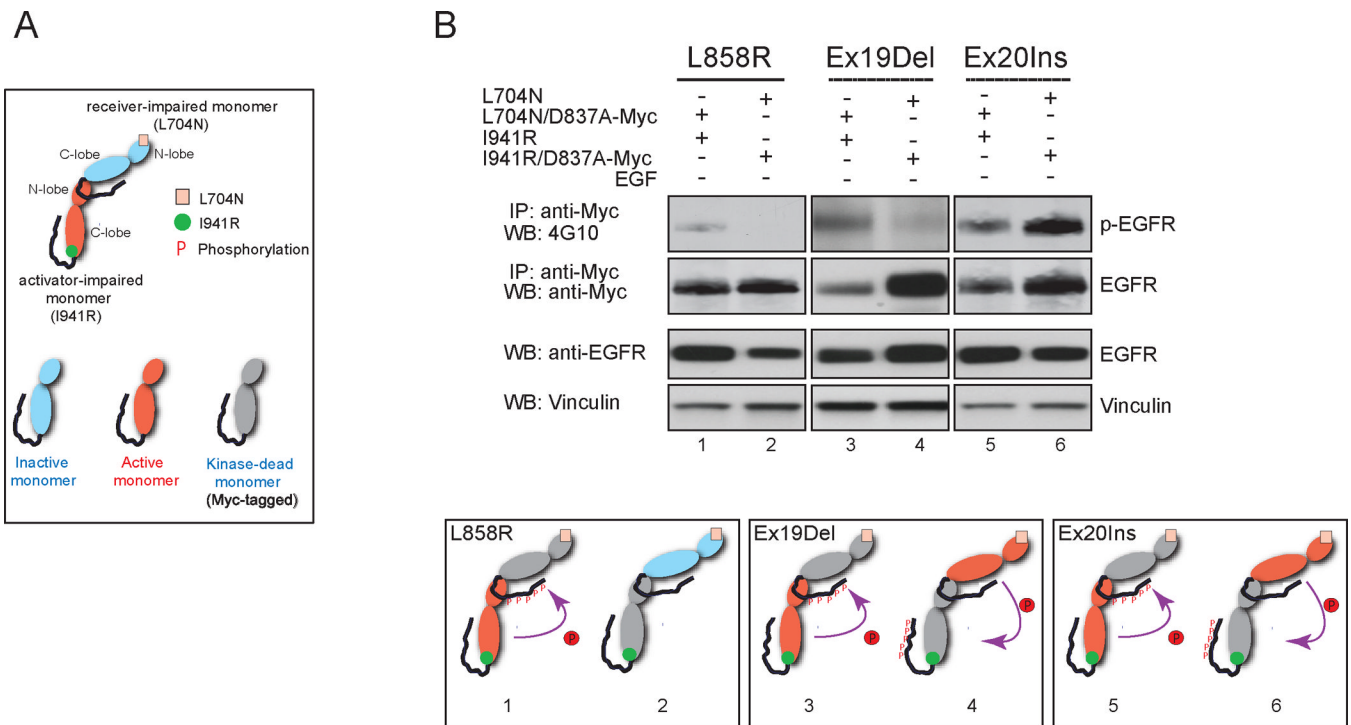 A
receiver-impaired monomer
(L704N)
C-lobe
N-lobe
N-lobe
C-lobe
L704N
I941R
P Phosphorylation
activator-impaired
monomer
(I941R)
Inactive
monomer
Active
monomer
Kinase-dead
monomer
(Myc-tagged)
B
L858R Ex19Del Ex20Ins
L704N - + - + - +
L704N/D837A-Myc + - + - + -
I941R + - + - + -
I941R/D837A-Myc - + - + - +
EGF - - - - - -
IP: anti-Myc
WB: 4G10
p-EGFR
IP: anti-Myc
WB: anti-Myc
EGFR
WB: anti-EGFR
EGFR
WB: Vinculin
Vinculin
1 2 3 4 5 6
L858R
P P P P P
P
1
2
Ex19Del
P P P P P
P
3
P
P P P P P
4
Ex20Ins
P P P P P
P
5
P
P P P P P
6